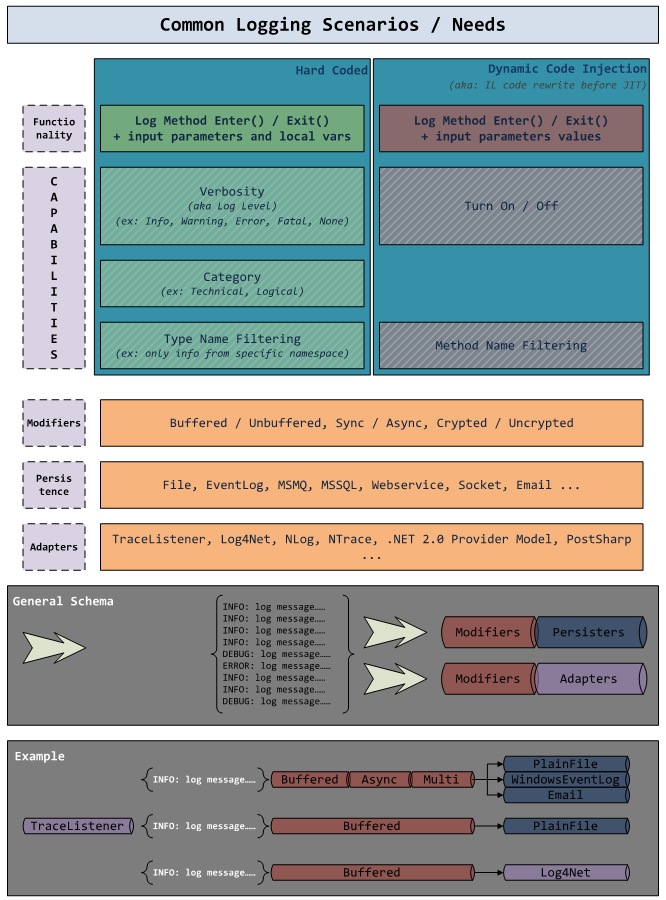 Common Logging Scenarios / Needs
Hard Coded
Dynamic Code Injection
(aka: IL code rewrite before JIT)
Functio
nality
Log Method Enter() / Exit()
+ input parameters and local vars
Log Method Enter() / Exit()
+ input parameters values
C
A
P
A
B
I
L
I
T
I
E
S
Verbosity
(aka Log Level)
(ex: Info, Warning, Error, Fatal, None)
Turn On / Off
Category
(ex: Technical, Logical)
Type Name Filtering
(ex: only info from specific namespace)
Method Name Filtering
Modifiers
Buffered / Unbuffered, Sync / Async, Crypted / Uncrypted
Persis
tence
File, EventLog, MSMQ, MSSQL, Webservice, Socket, Email ...
Adapters
TraceListener, Log4Net, NLog, NTrace, .NET 2.0 Provider Model, PostSharp
...
General Schema
INFO: log message……
INFO: log message……
INFO: log message……
INFO: log message……
DEBUG: log message……
ERROR: log message……
INFO: log message……
INFO: log message……
DEBUG: log message……
Modifiers
Persisters
Modifiers
Adapters
Example
INFO: log message……
Buffered
Async
Multi
PlainFile
WindowsEventLog
Email
TraceListener
INFO: log message……
Buffered
PlainFile
INFO: log message……
Buffered
Log4Net